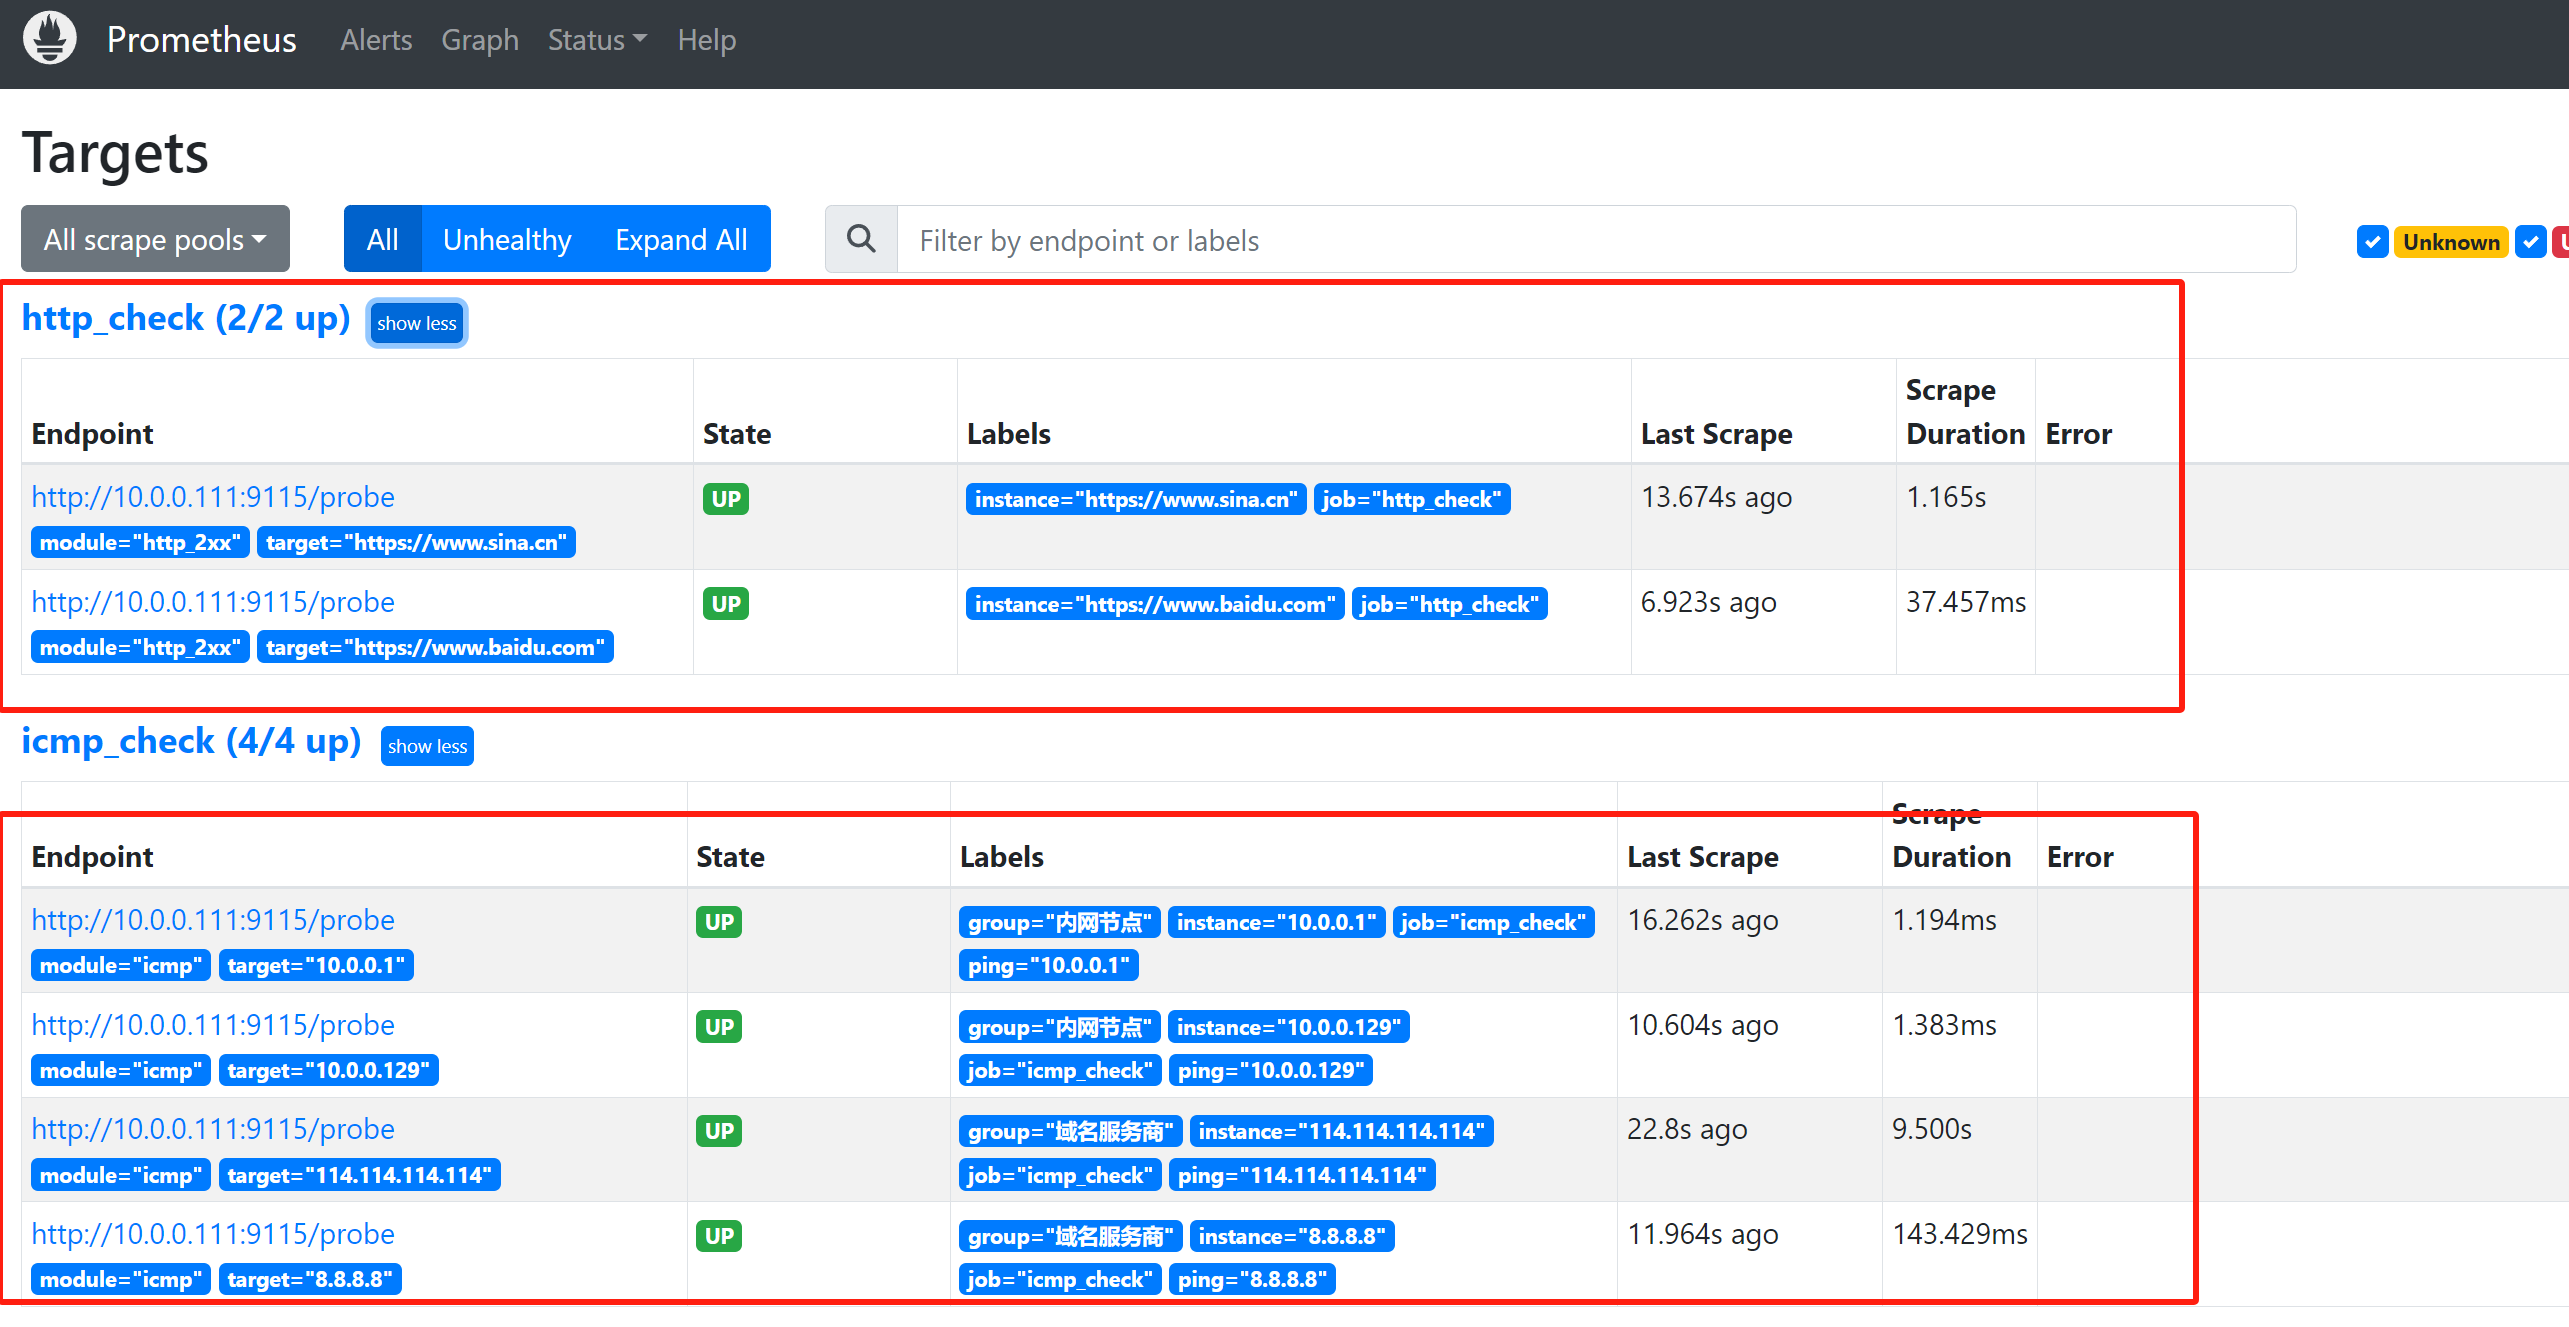 Prometheus Alerts Graph Status Help
Targets
All scrape pools All Unhealthy Expand All Filter by endpoint or labels Unknown
http_check (2/2 up) show less
Endpoint State Labels Last Scrape Scrape Duration Error
http://10.0.0.111:9115/probe UP instance="https://www.sina.cn" job="http_check" 13.674s ago 1.165s
module="http_2xx" target="https://www.sina.cn"
http://10.0.0.111:9115/probe UP instance="https://www.baidu.com" job="http_check" 6.923s ago 37.457ms
module="http_2xx" target="https://www.baidu.com"
icmp_check (4/4 up) show less
Endpoint State Labels Last Scrape Scrape Duration Error
http://10.0.0.111:9115/probe UP group="内网节点" instance="10.0.0.1" job="icmp_check" 16.262s ago 1.194ms
module="icmp" target="10.0.0.1" ping="10.0.0.1"
http://10.0.0.111:9115/probe UP group="内网节点" instance="10.0.0.129" 10.604s ago 1.383ms
module="icmp" target="10.0.0.129" job="icmp_check" ping="10.0.0.129"
http://10.0.0.111:9115/probe UP group="域名服务商" instance="114.114.114.114" 22.8s ago 9.500s
module="icmp" target="114.114.114.114" job="icmp_check" ping="114.114.114.114"
http://10.0.0.111:9115/probe UP group="域名服务商" instance="8.8.8.8" 11.964s ago 143.429ms
module="icmp" target="8.8.8.8" job="icmp_check" ping="8.8.8.8"